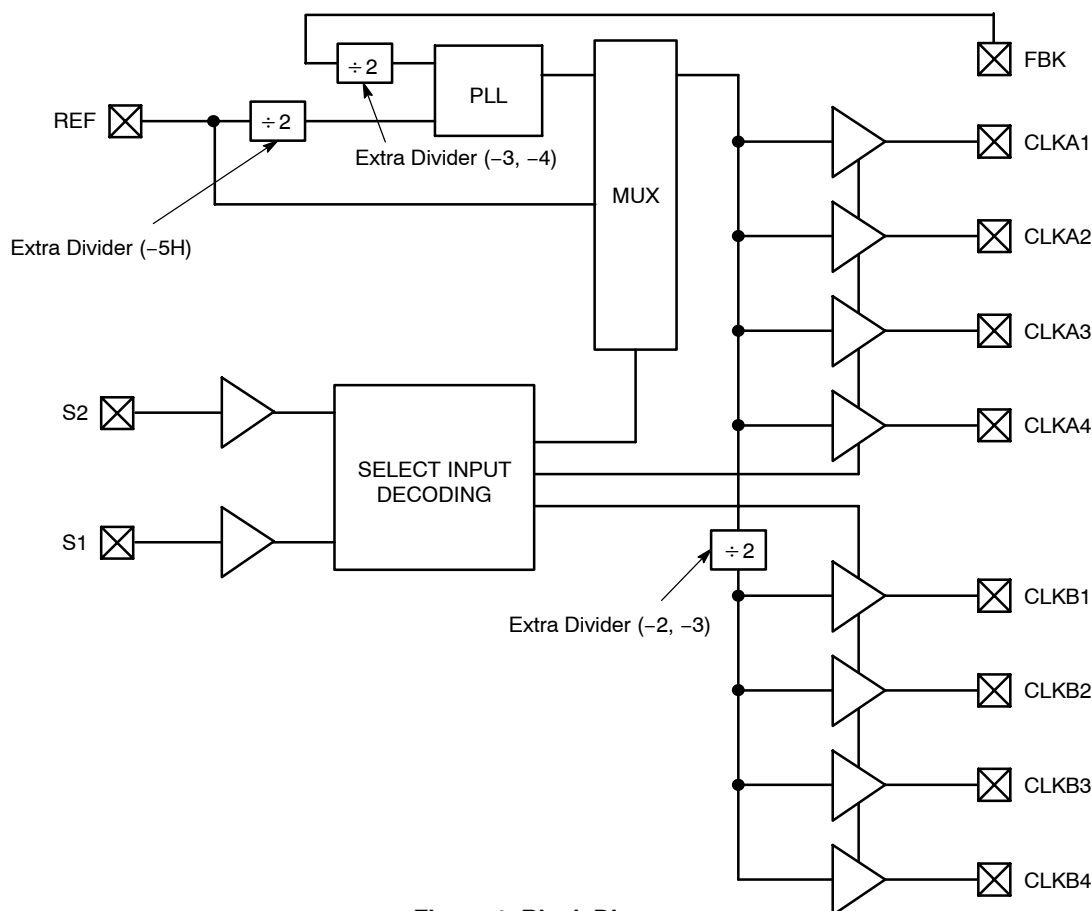 FBK
÷2
PLL
REF
÷2
CLKA1
Extra Divider (−3, −4)
MUX
CLKA2
Extra Divider (−5H)
CLKA3
S2
CLKA4
SELECT INPUT
DECODING
S1
÷2
CLKB1
Extra Divider (−2, −3)
CLKB2
CLKB3
CLKB4